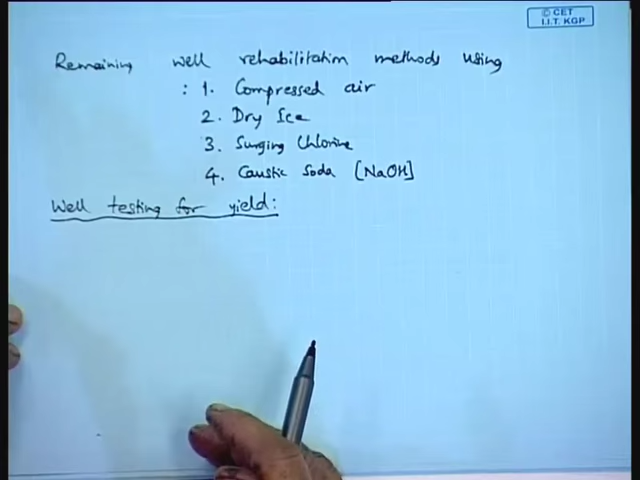 © CET
I.I.T. KGP
Remaining well rehabilitation methods using
: 1. Compressed air
2. Dry Ice
3. Surging Chlorine
4. Caustic Soda [NaOH]
Well testing for yield: